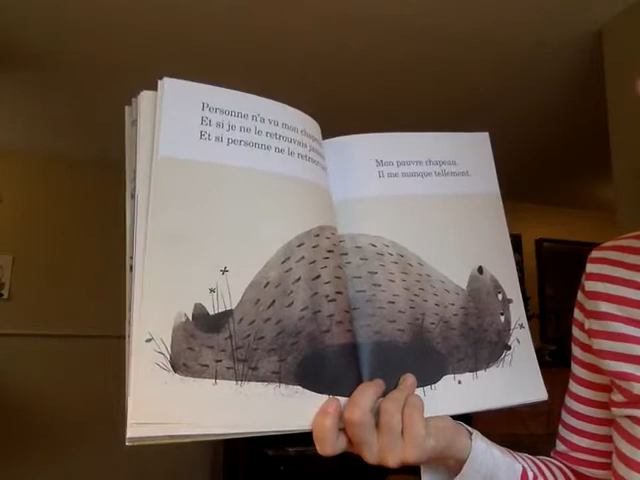 Personne n'a vu mon
Et si je ne le retrouvais
Et si personne ne le
Mon pauvre chapeau.
Il me manque tellement.